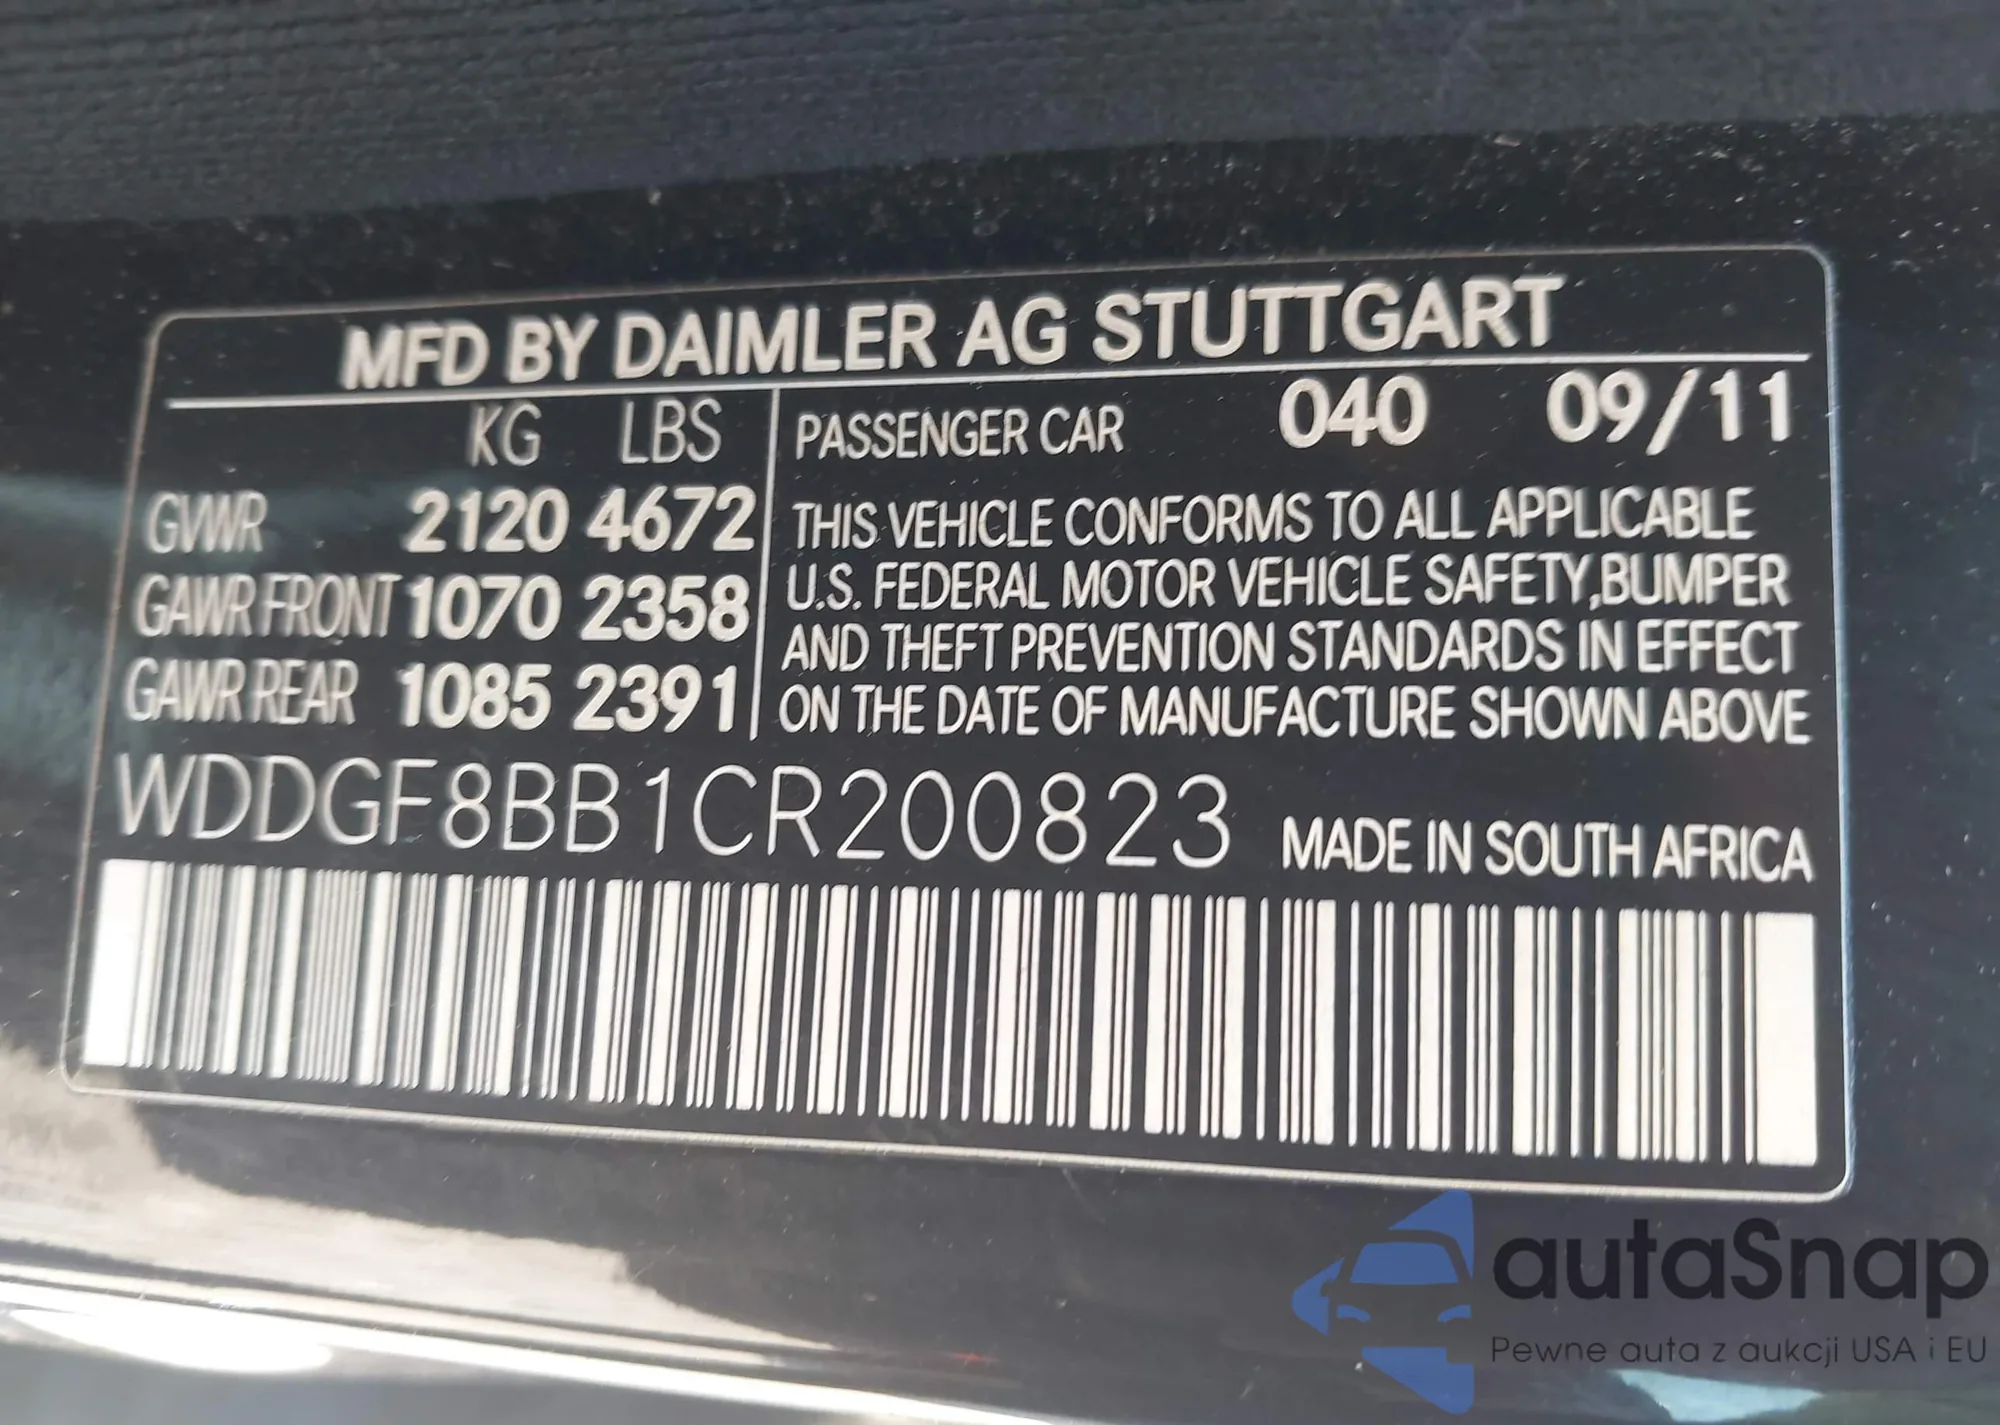 MFD BY DAIMLER AG STUTTGART
KG LBS
GVWR 2120 4672
GAWR FRONT 1070 2358
GAWR REAR 1085 2391
PASSENGER CAR 040 09/11
THIS VEHICLE CONFORMS TO ALL APPLICABLE
U.S. FEDERAL MOTOR VEHICLE SAFETY,BUMPER
AND THEFT PREVENTION STANDARDS IN EFFECT
ON THE DATE OF MANUFACTURE SHOWN ABOVE
WDDGF8BB1CR200823 MADE IN SOUTH AFRICA
autaSnap
Pewne auta z aukcji USA i EU